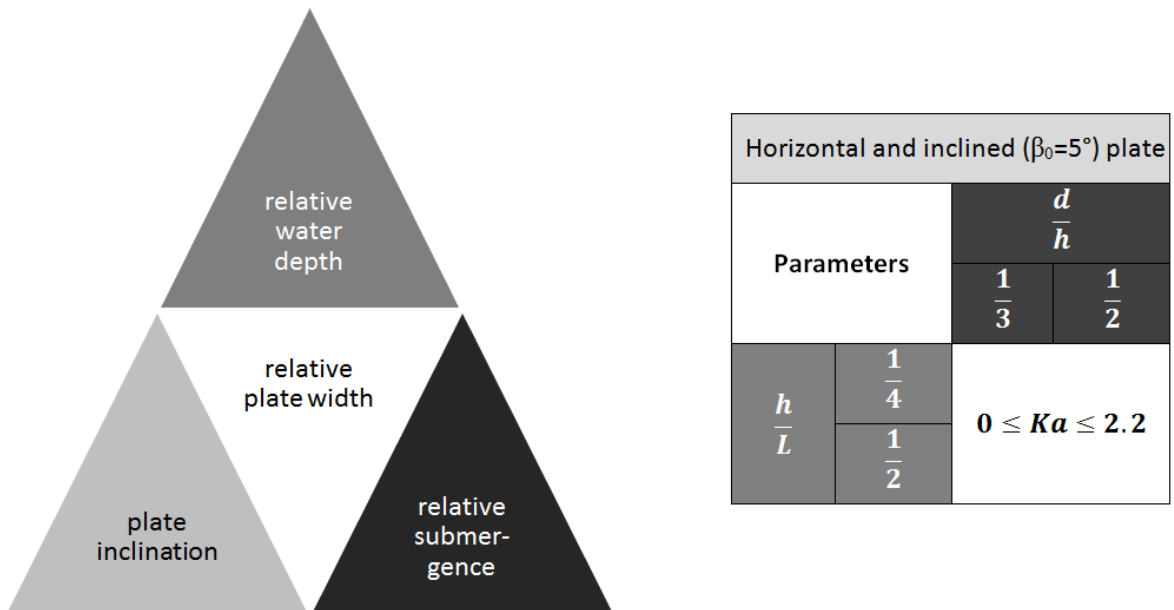 relative
water
depth
relative
plate width
plate
inclination
relative
submer-
gence
Horizontal and inclined (β₀=5°) plate
Parameters
d/h
1/3 1/2
h/L
1/4
1/2
0 ≤ Ka ≤ 2.2